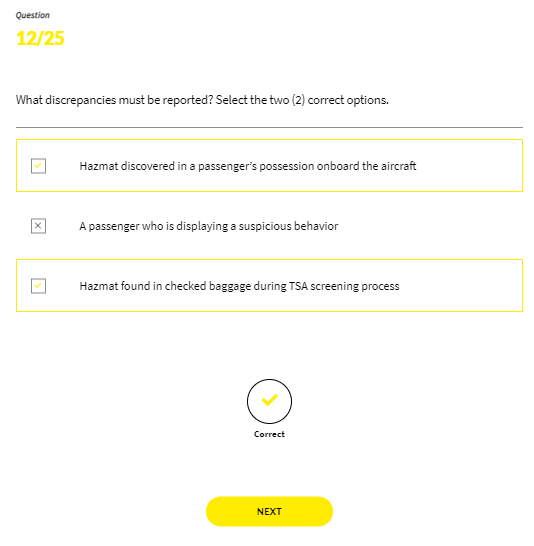 Question
12/25
What discrepancies must be reported? Select the two (2) correct options.
Hazmat discovered in a passenger's possession onboard the aircraft
A passenger who is displaying a suspicious behavior
Hazmat found in checked baggage during TSA screening process
Correct
NEXT